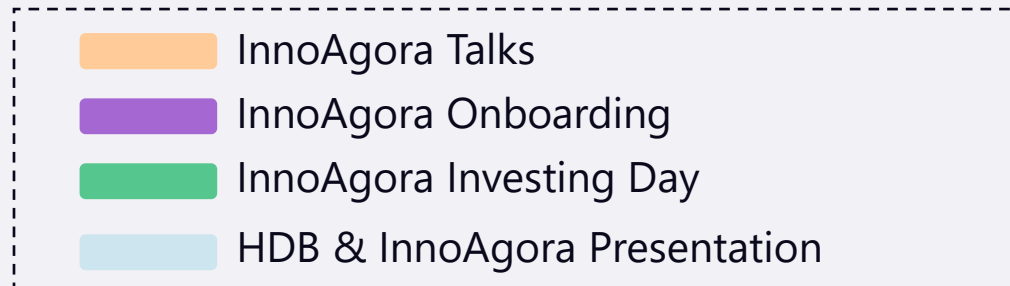 InnoAgora Talks
InnoAgora Onboarding
InnoAgora Investing Day
HDB & InnoAgora Presentation